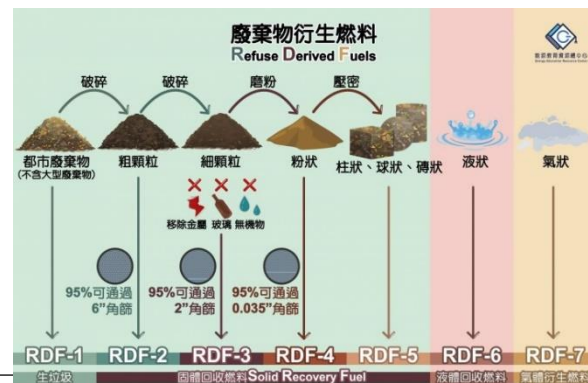 廢棄物衍生燃料
Refuse Derived Fuels
破碎
破碎
磨粉
壓密
都市廢棄物
(不含大型廢棄物)
粗顆粒
細顆粒
粉狀
柱狀、球狀、磚狀
液狀
氣狀
移除金屬 玻璃 無機物
95%可通過
6”角篩
95%可通過
2”角篩
95%可通過
0.035”角篩
RDF-1
RDF-2
RDF-3
RDF-4
RDF-5
RDF-6
RDF-7
生垃圾
固體回收燃料Solid Recovery Fuel
液體回收燃料
氣體衍生燃料